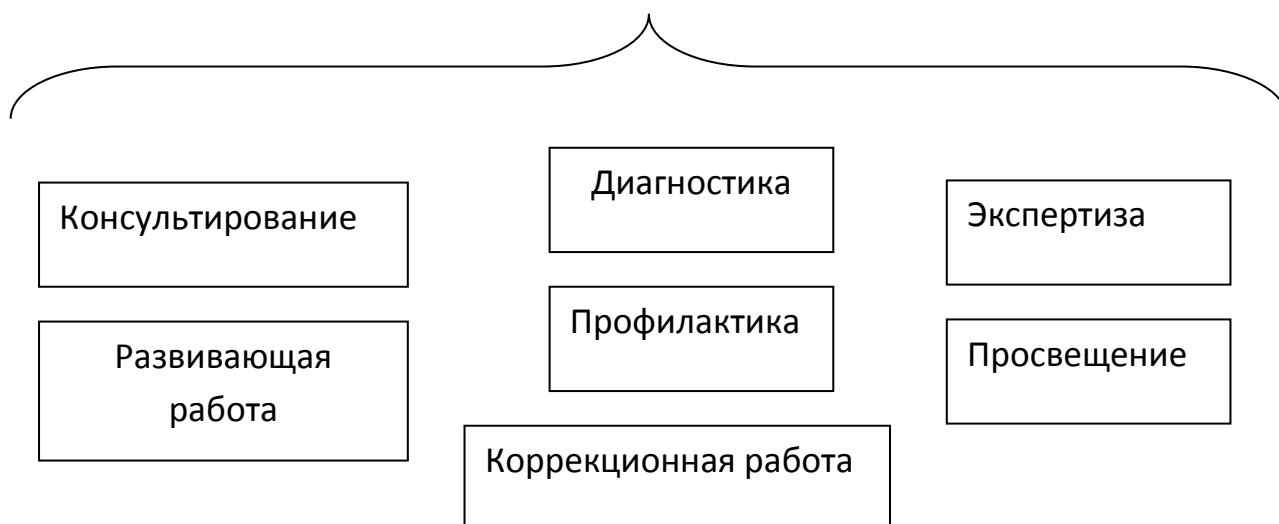 Диагностика
Консультирование
Экспертиза
Профилактика
Развивающая
работа
Просвещение
Коррекционная работа